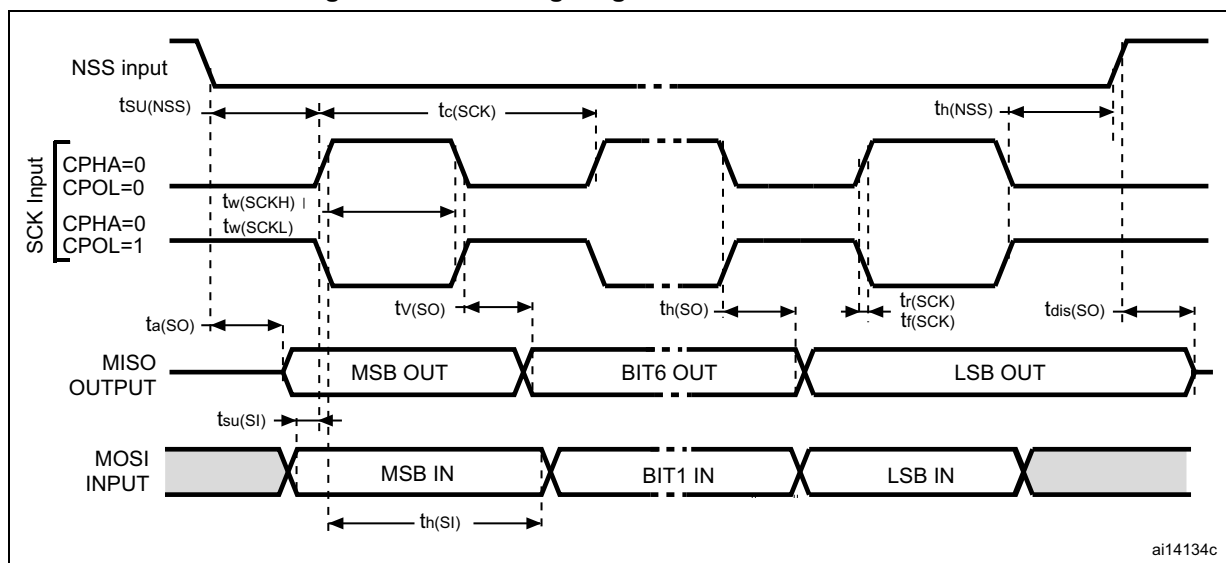 NSS input
tSU(NSS)
tc(SCK)
th(NSS)
SCK Input
CPHA=0
CPOL=0
tw(SCKH)
CPHA=0
tw(SCKL)
CPOL=1
tV(SO)
th(SO)
tr(SCK)
tf(SCK)
ta(SO)
tdis(SO)
MISO
OUTPUT
MSB OUT
BIT6 OUT
LSB OUT
tsu(SI)
MOSI
INPUT
MSB IN
BIT1 IN
LSB IN
th(SI)
ai14134c